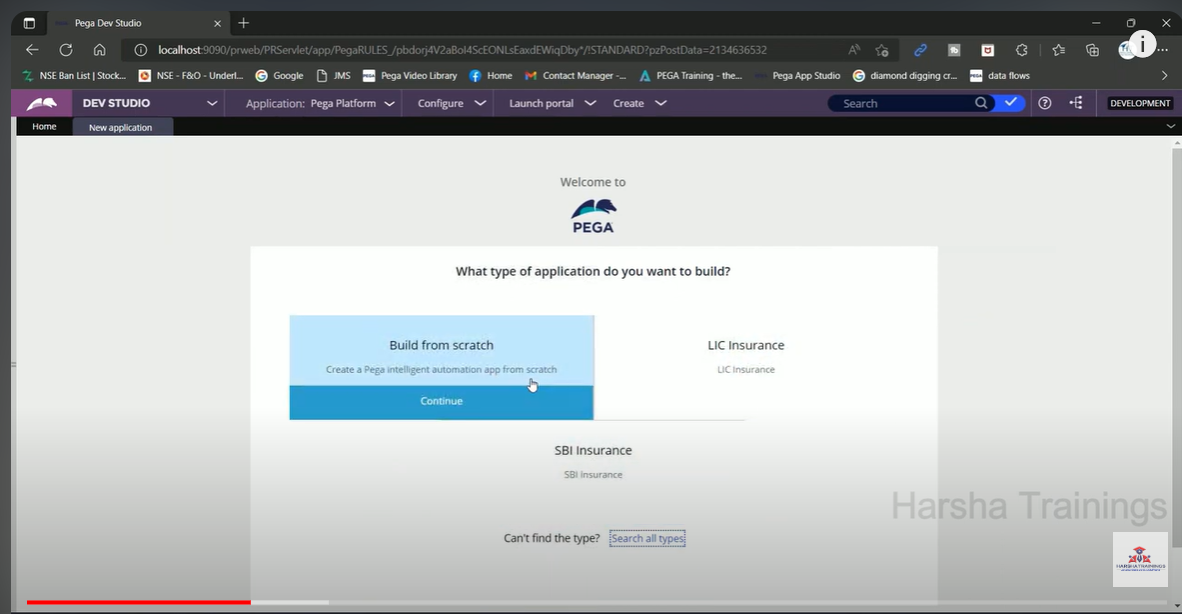 Pega Dev Studio
localhost:9090/prweb/PRServlet/app/PegaRULES_/pbdorj4V2aBol4ScEONLsEaxdEWiqDby*/!STANDARD?pzPostData=2134636532
NSE Ban List | Stock... NSE - F&O - Underl... Google JMS Pega Video Library Home Contact Manager -... PEGA Training - the... Pega App Studio diamond digging cr... data flows
DEV STUDIO Application: Pega Platform Configure Launch portal Create Search DEVELOPMENT
Home New application
Welcome to
PEGA
What type of application do you want to build?
Build from scratch
Create a Pega intelligent automation app from scratch
Continue
LIC Insurance
LIC Insurance
SBI Insurance
SBI Insurance
Can't find the type? Search all types
Harsha Trainings
HARSHATRAININGS